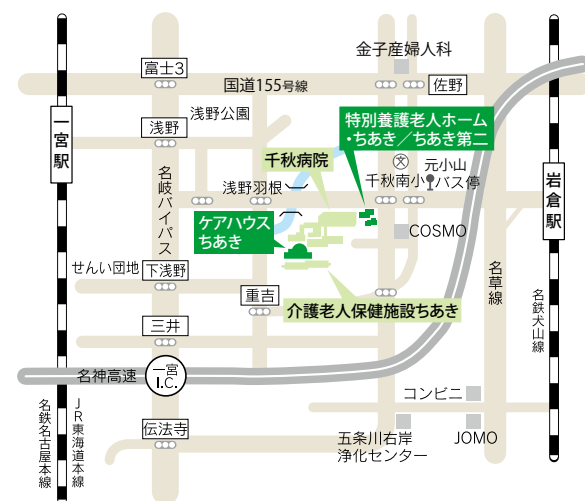 金子産婦人科
富士3
国道155号線
佐野
一宮駅
浅野公園
特別養護老人ホーム
・ちあき／ちあき第二
浅野
千秋病院
文
元小山
バス停
千秋南小
岩倉駅
名岐バイパス
浅野羽根
ケアハウス
ちあき
COSMO
せんい団地
下浅野
名草線
重吉
介護老人保健施設ちあき
名鉄犬山線
三井
名神高速
一宮
I.C.
コンビニ
名鉄名古屋本線
JR東海道本線
伝法寺
五条川右岸
浄化センター
JOMO